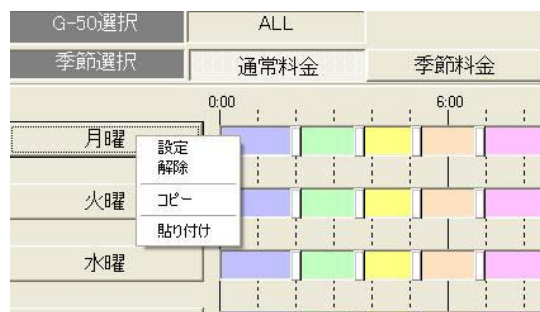 G-50選択 ALL
季節選択 通常料金 季節料金
0:00 6:00
月曜
設定
解除
火曜 コピー
貼り付け
水曜